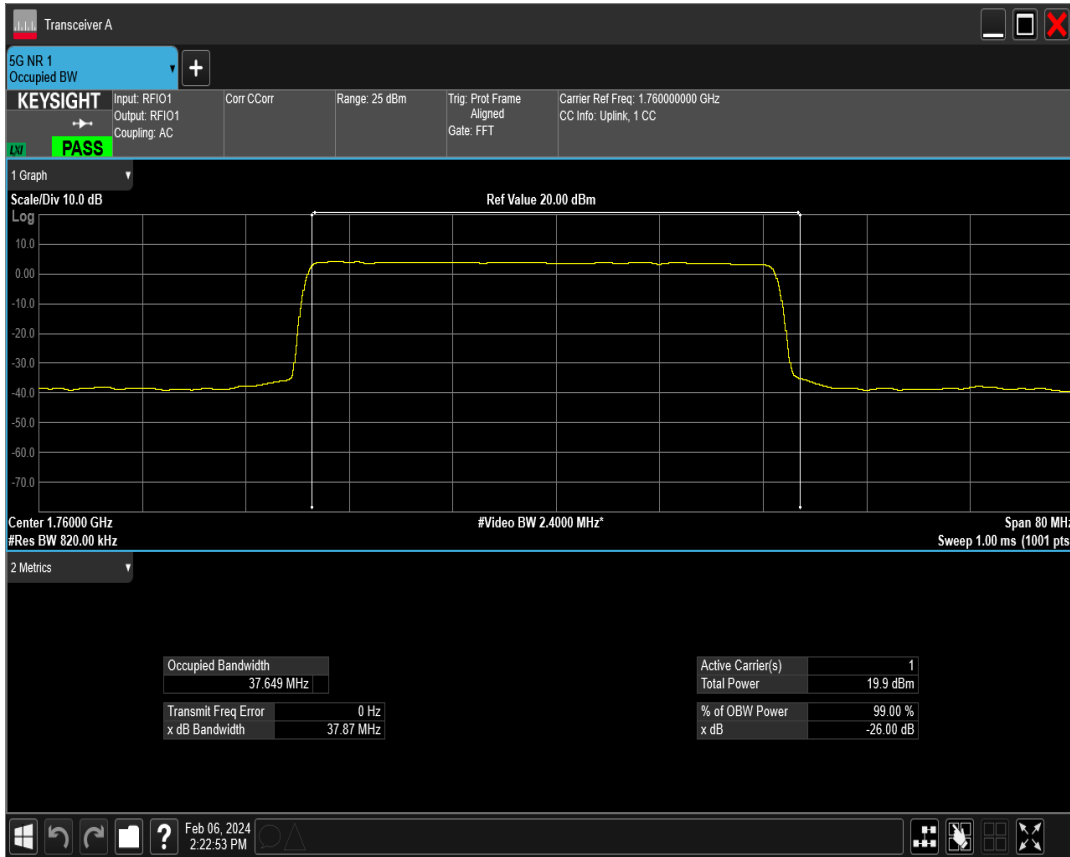 Transceiver A
5G NR 1
Occupied BW
KEYSIGHT
LXI
PASS
Input: RFIO1
Output: RFIO1
Coupling: AC
Corr CCorr
Range: 25 dBm
Trig: Prot Frame
Aligned
Gate: FFT
Carrier Ref Freq: 1.760000000 GHz
CC Info: Uplink, 1 CC
1 Graph
Scale/Div 10.0 dB
Ref Value 20.00 dBm
Log
10.0
0.00
-10.0
-20.0
-30.0
-40.0
-50.0
-60.0
-70.0
Center 1.76000 GHz
#Video BW 2.4000 MHz*
Span 80 MHz
#Res BW 820.00 kHz
Sweep 1.00 ms (1001 pts
2 Metrics
Occupied Bandwidth
37.649 MHz
Transmit Freq Error 0 Hz
x dB Bandwidth 37.87 MHz
Active Carrier(s) 1
Total Power 19.9 dBm
% of OBW Power 99.00 %
x dB -26.00 dB
?
Feb 06, 2024
2:22:53 PM